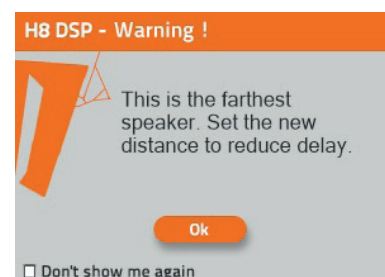 H8 DSP - Warning !
This is the farthest
speaker. Set the new
distance to reduce delay.
Ok
Don't show me again